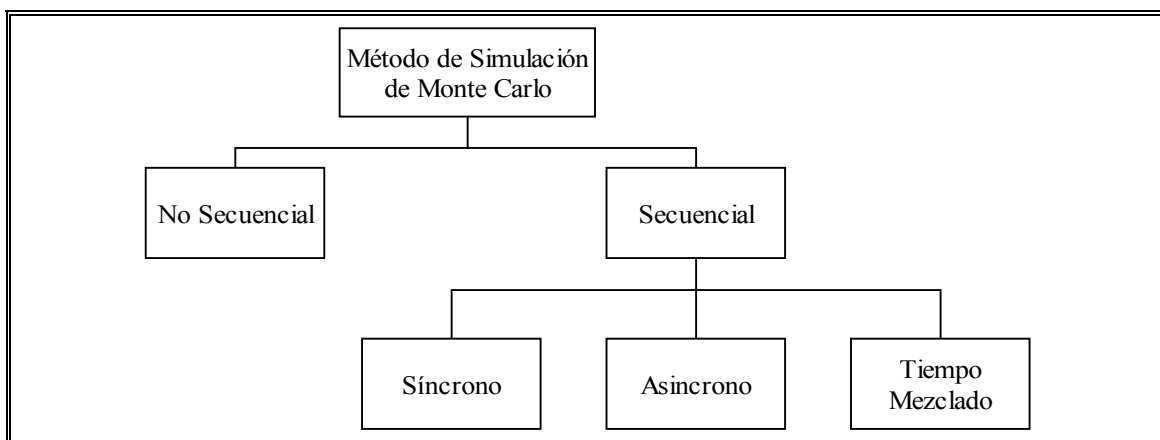 Método de Simulación
de Monte Carlo
No Secuencial
Secuencial
Síncrono
Asincrono
Tiempo
Mezclado